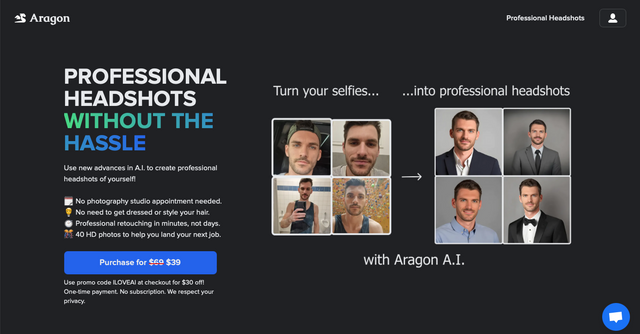 Aragon
Professional Headshots
PROFESSIONAL
HEADSHOTS
WITHOUT THE
HASSLE
Use new advances in A.I. to create professional
headshots of yourself!
No photography studio appointment needed.
No need to get dressed or style your hair.
Professional retouching in minutes, not days.
40 HD photos to help you land your next job.
Purchase for $69 $39
Use promo code ILOVEAI at checkout for $30 off!
One-time payment. No subscription. We respect your
privacy.
Turn your selfies... ...into professional headshots
with Aragon A.I.